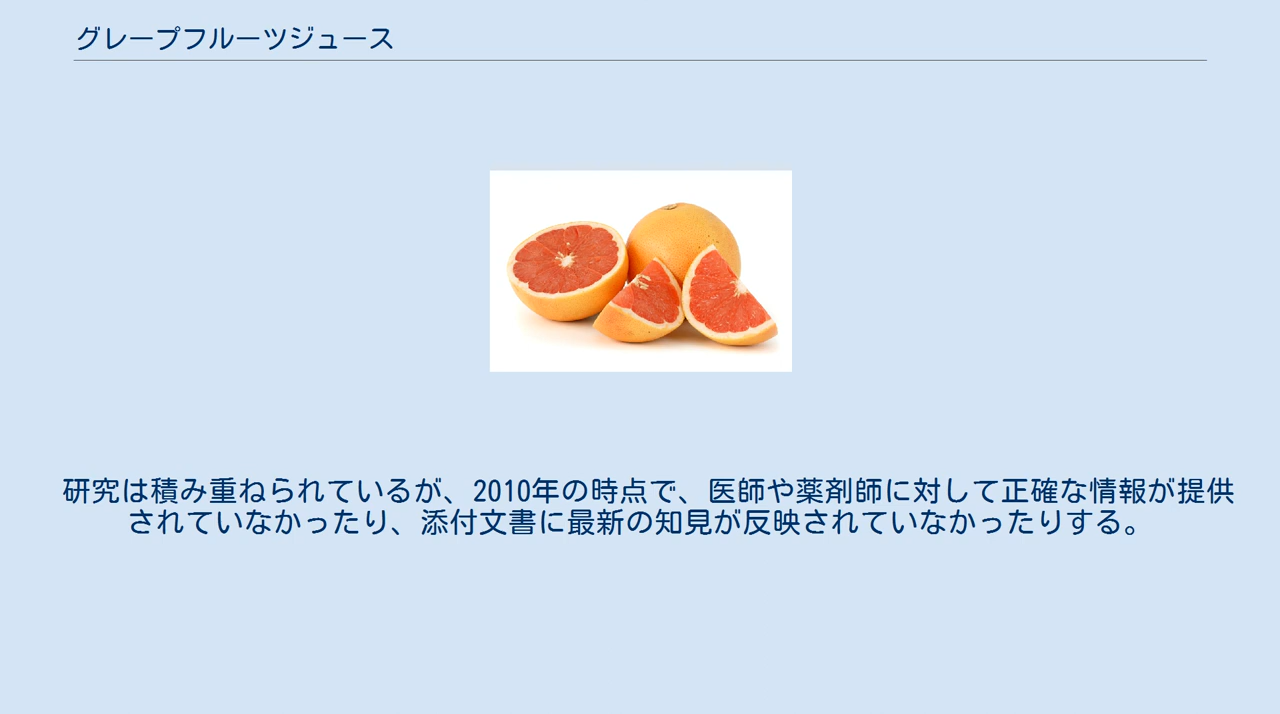 グレープフルーツジュース
研究は積み重ねられているが、2010年の時点で、医師や薬剤師に対して正確な情報が提供
されていなかったり、添付文書に最新の知見が反映されていなかったりする。